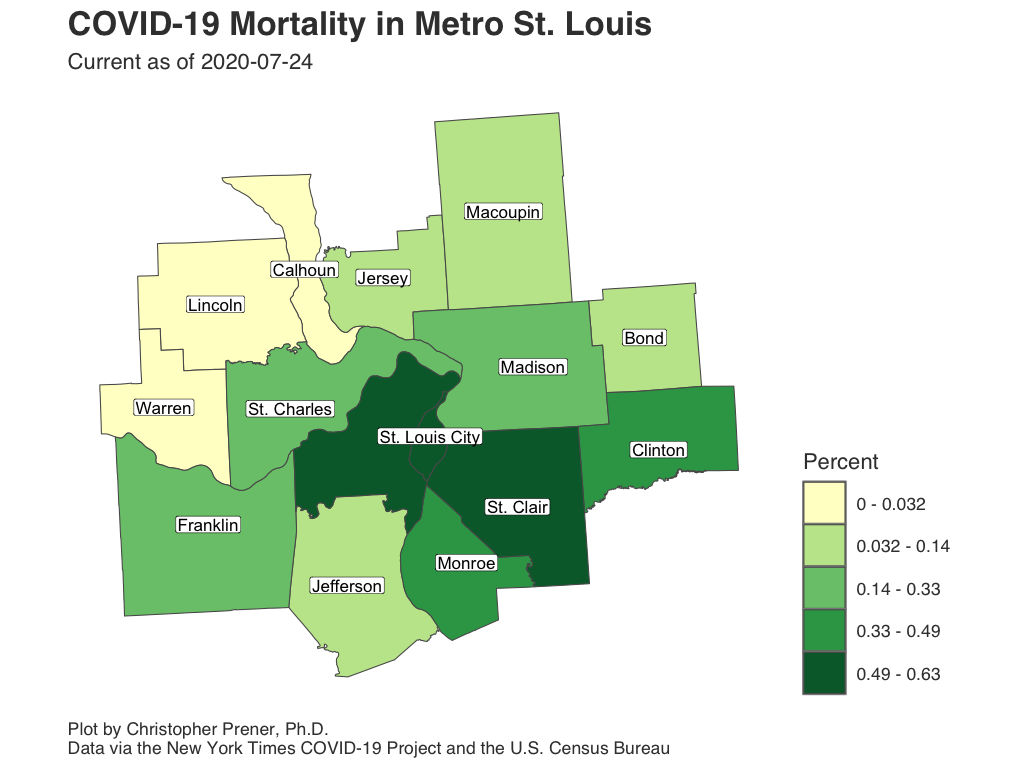 COVID-19 Mortality in Metro St. Louis
Current as of 2020-07-24
Macoupin
Calhoun
Jersey
Lincoln
Bond
Madison
Warren
St. Charles
St. Louis City
Clinton
St. Clair
Franklin
Monroe
Jefferson
Percent
0 - 0.032
0.032 - 0.14
0.14 - 0.33
0.33 - 0.49
0.49 - 0.63
Plot by Christopher Prener, Ph.D.
Data via the New York Times COVID-19 Project and the U.S. Census Bureau